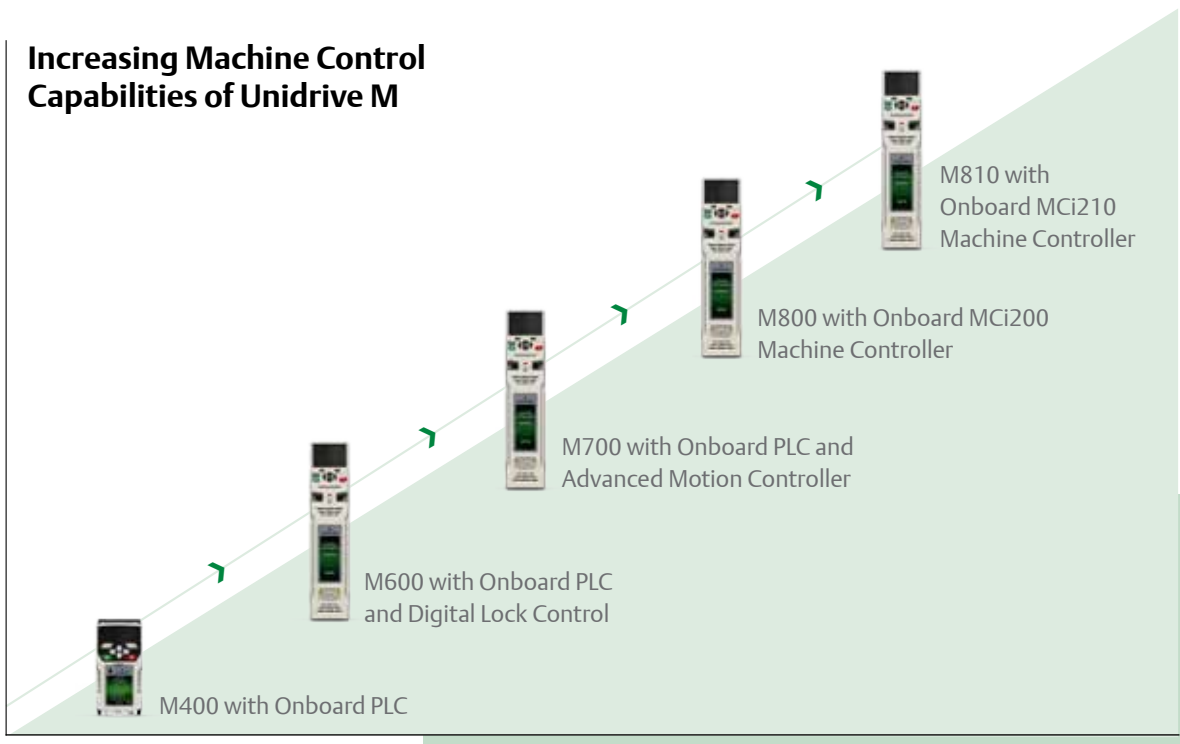 Increasing Machine Control
Capabilities of Unidrive M
M810 with
Onboard MCi210
Machine Controller
M800 with Onboard MCi200
Machine Controller
M700 with Onboard PLC and
Advanced Motion Controller
M600 with Onboard PLC
and Digital Lock Control
M400 with Onboard PLC